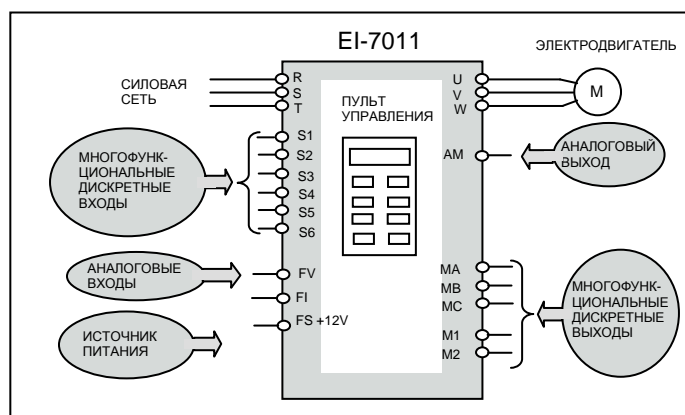 EI-7011
ЭЛЕКТРОДВИГАТЕЛЬ
СИЛОВАЯ
СЕТЬ
R
S
T
ПУЛЬТ
УПРАВЛЕНИЯ
U
V
W
M
МНОГОФУНК-
ЦИОНАЛЬНЫЕ
ДИСКРЕТНЫЕ
ВХОДЫ
S1
S2
S3
S4
S5
S6
AM
АНАЛОГОВЫЙ
ВЫХОД
АНАЛОГОВЫЕ
ВХОДЫ
FV
FI
ИСТОЧНИК
ПИТАНИЯ
FS +12V
MA
MB
MC
M1
M2
МНОГОФУНК-
ЦИОНАЛЬНЫЕ
ДИСКРЕТНЫЕ
ВЫХОДЫ